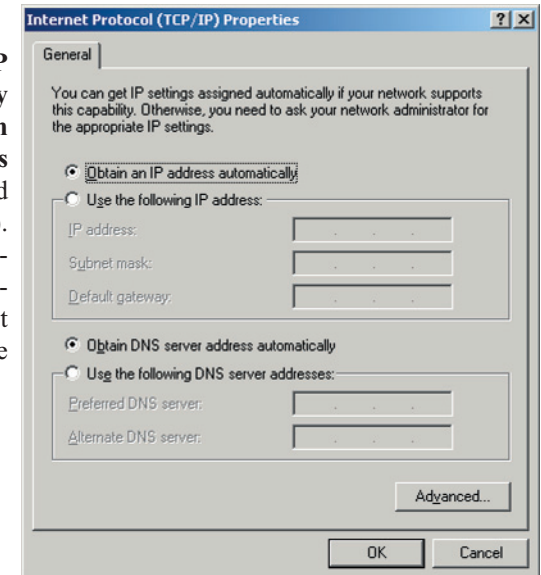 Internet Protocol (TCP/IP) Properties
General
You can get IP settings assigned automatically if your network supports
this capability. Otherwise, you need to ask your network administrator for
the appropriate IP settings.
Obtain an IP address automatically
Use the following IP address:
IP address:
Subnet mask:
Default gateway:
Obtain DNS server address automatically
Use the following DNS server addresses:
Preferred DNS server:
Alternate DNS server:
Advanced...
OK
Cancel